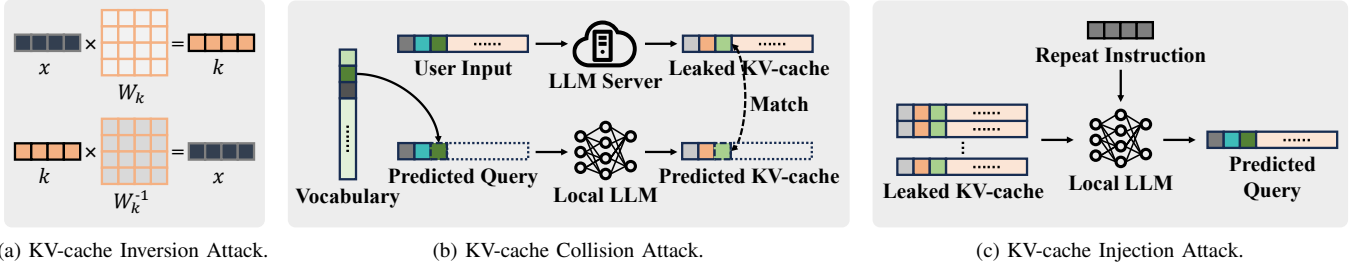 x × = k
W_k
k × = x
W_k^-1
......
Vocabulary
......
User Input
LLM Server
......
Leaked KV-cache
Match
Predicted Query
Local LLM
Predicted KV-cache
Repeat Instruction
......
......
......
Leaked KV-cache
Local LLM
......
Predicted
Query
(a) KV-cache Inversion Attack.
(b) KV-cache Collision Attack.
(c) KV-cache Injection Attack.